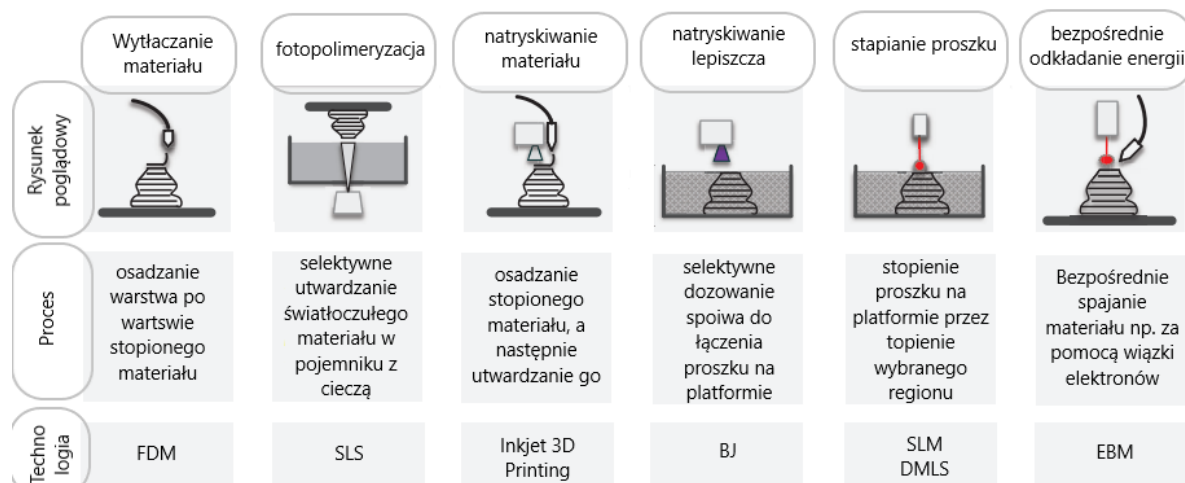 Wytłaczanie
materiału
fotopolimeryzacja
natryskiwanie
materiału
natryskiwanie
lepiszcza
stapianie proszku
bezpośrednie
odkładanie energii
Rysunek
poglądowy
Proces
osadzanie
warstwa po
wartswie
stopionego
materiału
selektywne
utwardzanie
światłoczułego
materiału w
pojemniku z
cieczą
osadzanie
stopionego
materiału, a
następnie
utwardzanie go
selektywne
dozowanie
spoiwa do
łączenia
proszku na
platformie
stopienie
proszku na
platformie przez
topienie
wybranego
regionu
Bezpośrednie
spajanie
materiału np. za
pomocą wiązki
elektronów
Techno
logia
FDM
SLS
Inkjet 3D
Printing
BJ
SLM
DMLS
EBM